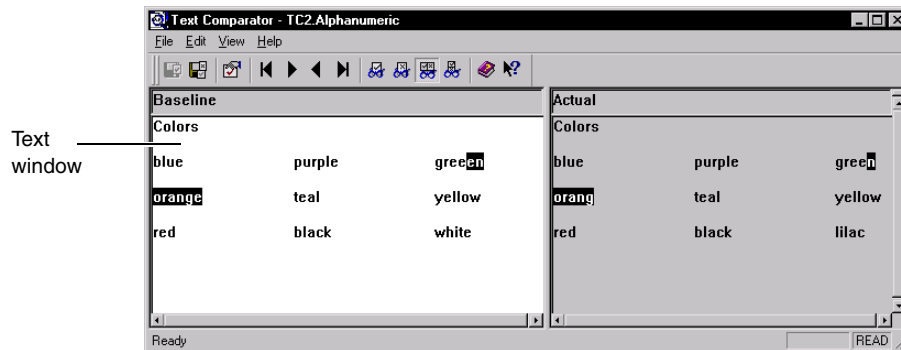 Text Comparator - TC2.Alphanumeric
File Edit View Help
Baseline
Actual
Text window
Colors
blue purple greeen
orange teal yellow
red black white
Colors
blue purple green
orang teal yellow
red black lilac
Ready
READ